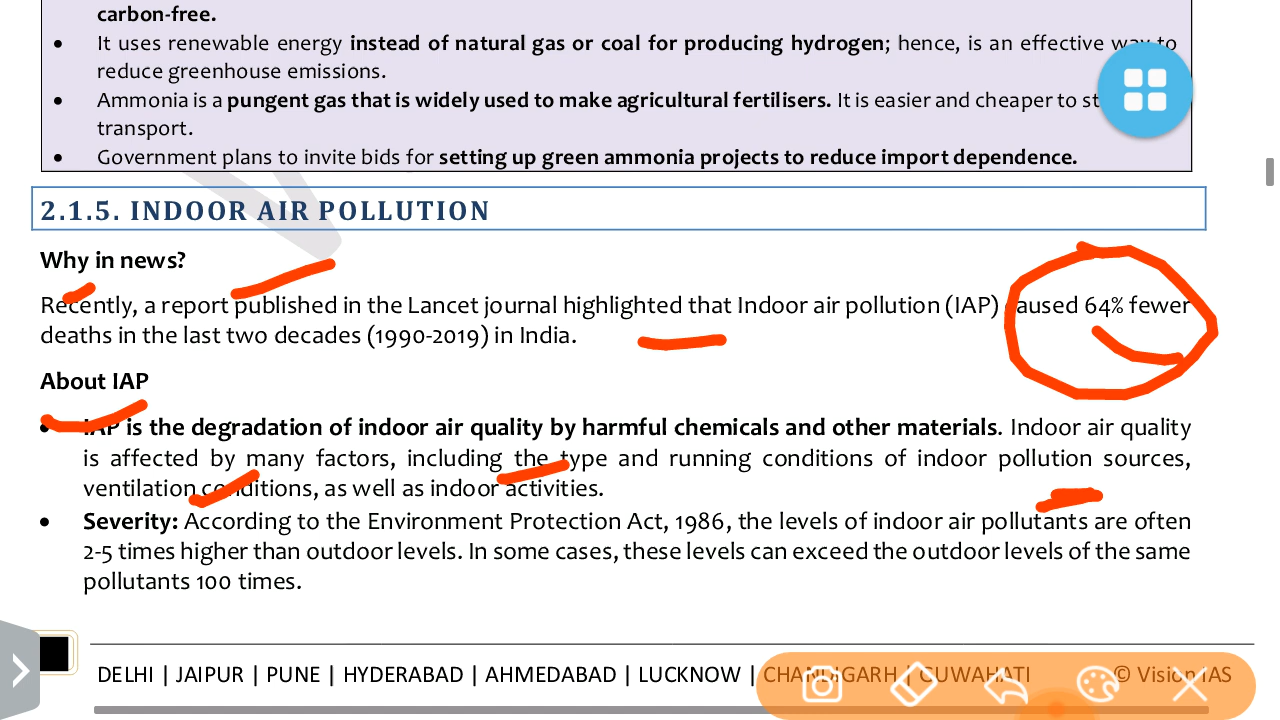 carbon-free.
• It uses renewable energy instead of natural gas or coal for producing hydrogen; hence, is an effective way to
reduce greenhouse emissions.
• Ammonia is a pungent gas that is widely used to make agricultural fertilisers. It is easier and cheaper to
transport.
• Government plans to invite bids for setting up green ammonia projects to reduce import dependence.
2.1.5. INDOOR AIR POLLUTION
Why in news?
Recently, a report published in the Lancet journal highlighted that Indoor air pollution (IAP) caused 64% fewer
deaths in the last two decades (1990-2019) in India.
About IAP
• IAP is the degradation of indoor air quality by harmful chemicals and other materials. Indoor air quality
is affected by many factors, including the type and running conditions of indoor pollution sources,
ventilation conditions, as well as indoor activities.
• Severity: According to the Environment Protection Act, 1986, the levels of indoor air pollutants are often
2-5 times higher than outdoor levels. In some cases, these levels can exceed the outdoor levels of the same
pollutants 100 times.
DELHI | JAIPUR | PUNE | HYDERABAD | AHMEDABAD | LUCKNOW | CHANDIGARH | GUWAHATI © Vision IAS